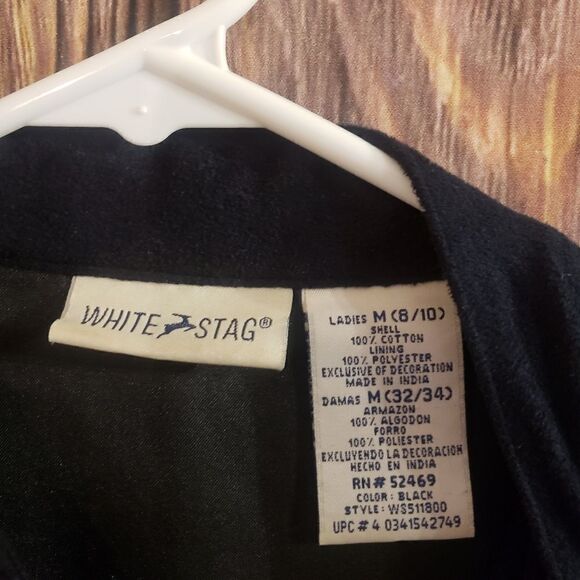 WHITE STAG®
LADIES M (8/10)
SHELL
100% COTTON
LINING
100% POLYESTER
EXCLUSIVE OF DECORATION
MADE IN INDIA
DAMAS M (32/34)
ARMAZON
100% ALGODON
FORRO
100% POLIESTER
EXCLUYENDO LA DECORACION
HECHO EN INDIA
RN# 52469
COLOR: BLACK
STYLE: WS511800
UPC # 4 0341542749